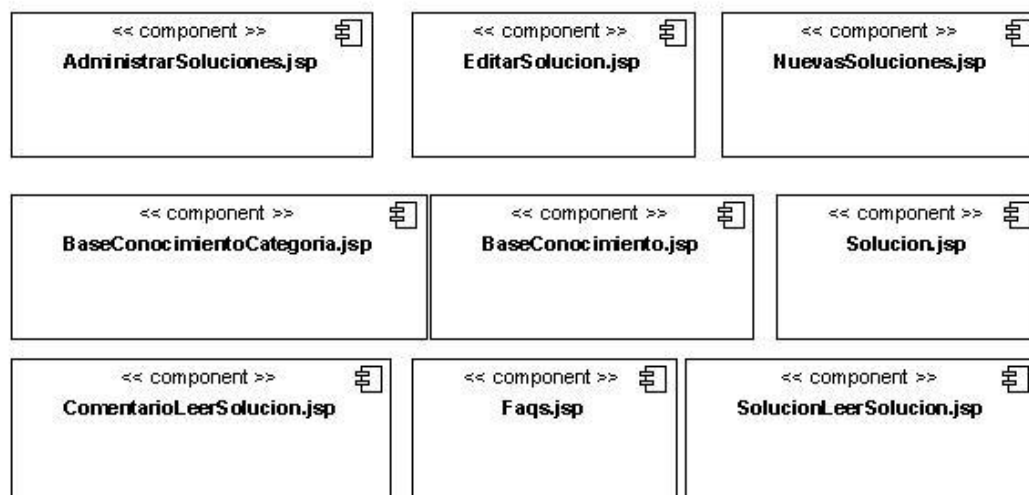 << component >>
AdministrarSoluciones.jsp
<< component >>
EditarSolucion.jsp
<< component >>
NuevasSoluciones.jsp
<< component >>
BaseConocimientoCategoria.jsp
<< component >>
BaseConocimiento.jsp
<< component >>
Solucion.jsp
<< component >>
ComentarioLeerSolucion.jsp
<< component >>
Faqs.jsp
<< component >>
SolucionLeerSolucion.jsp